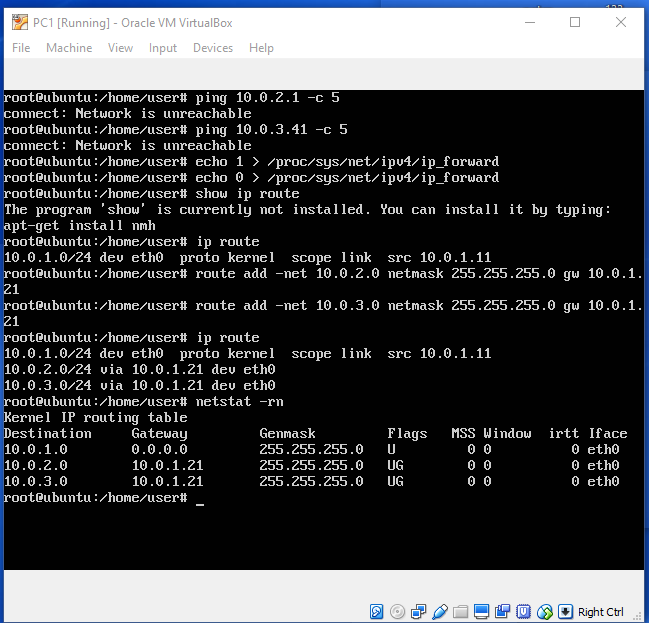 PC1 [Running] - Oracle VM VirtualBox
File Machine View Input Devices Help
root@ubuntu:/home/user# ping 10.0.2.1 -c 5
connect: Network is unreachable
root@ubuntu:/home/user# ping 10.0.3.41 -c 5
connect: Network is unreachable
root@ubuntu:/home/user# echo 1 > /proc/sys/net/ipv4/ip_forward
root@ubuntu:/home/user# echo 0 > /proc/sys/net/ipv4/ip_forward
root@ubuntu:/home/user# show ip route
The program 'show' is currently not installed. You can install it by typing:
apt-get install nmh
root@ubuntu:/home/user# ip route
10.0.1.0/24 dev eth0  proto kernel  scope link  src 10.0.1.11
root@ubuntu:/home/user# route add -net 10.0.2.0 netmask 255.255.255.0 gw 10.0.1.
21
root@ubuntu:/home/user# route add -net 10.0.3.0 netmask 255.255.255.0 gw 10.0.1.
21
root@ubuntu:/home/user# ip route
10.0.1.0/24 dev eth0  proto kernel  scope link  src 10.0.1.11
10.0.2.0/24 via 10.0.1.21 dev eth0
10.0.3.0/24 via 10.0.1.21 dev eth0
root@ubuntu:/home/user# netstat -rn
Kernel IP routing table
Destination     Gateway         Genmask         Flags   MSS Window  irtt Iface
10.0.1.0        0.0.0.0         255.255.255.0   U         0 0          0 eth0
10.0.2.0        10.0.1.21       255.255.255.0   UG        0 0          0 eth0
10.0.3.0        10.0.1.21       255.255.255.0   UG        0 0          0 eth0
root@ubuntu:/home/user# _
Right Ctrl